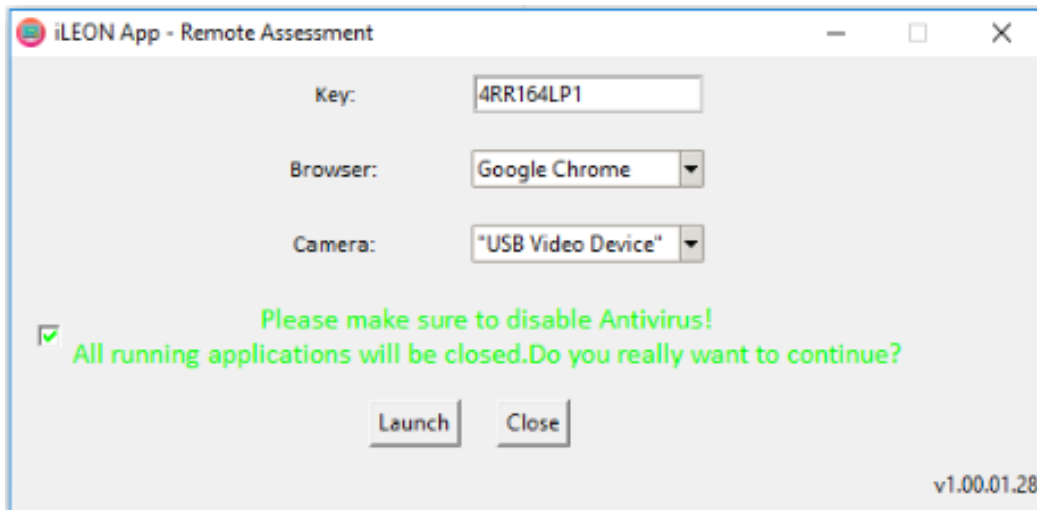 iLEON App - Remote Assessment
Key: 4RR164LP1
Browser: Google Chrome
Camera: "USB Video Device"
Please make sure to disable Antivirus!
All running applications will be closed.Do you really want to continue?
Launch Close
v1.00.01.28